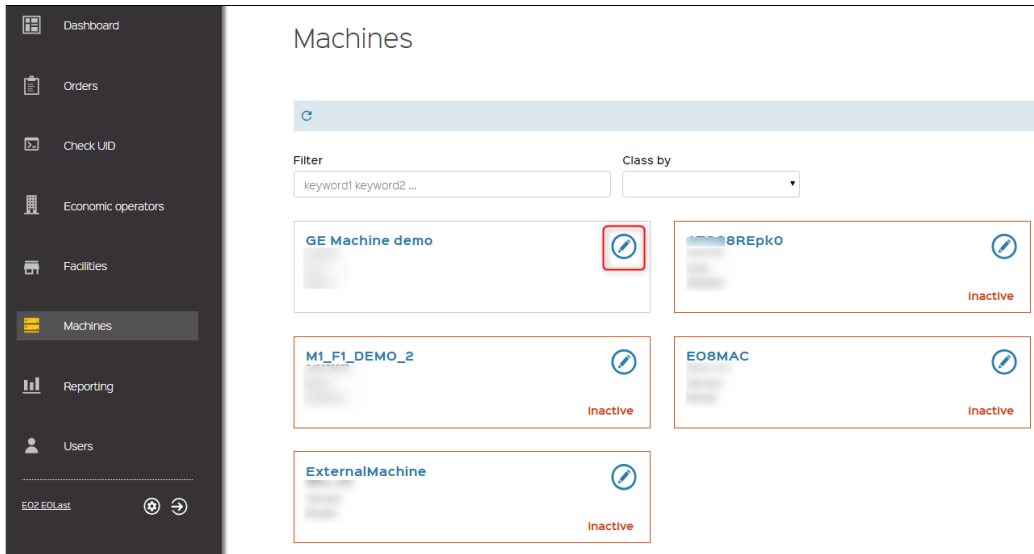 Dashboard
Orders
Check UID
Economic operators
Facilities
Machines
Reporting
Users
EO2 EOLast
Machines
Filter
keyword1 keyword2 ...
Class by
GE Machine demo
8REpk0
Inactive
M1_F1_DEMO_2
Inactive
EO8MAC
Inactive
ExternalMachine
Inactive